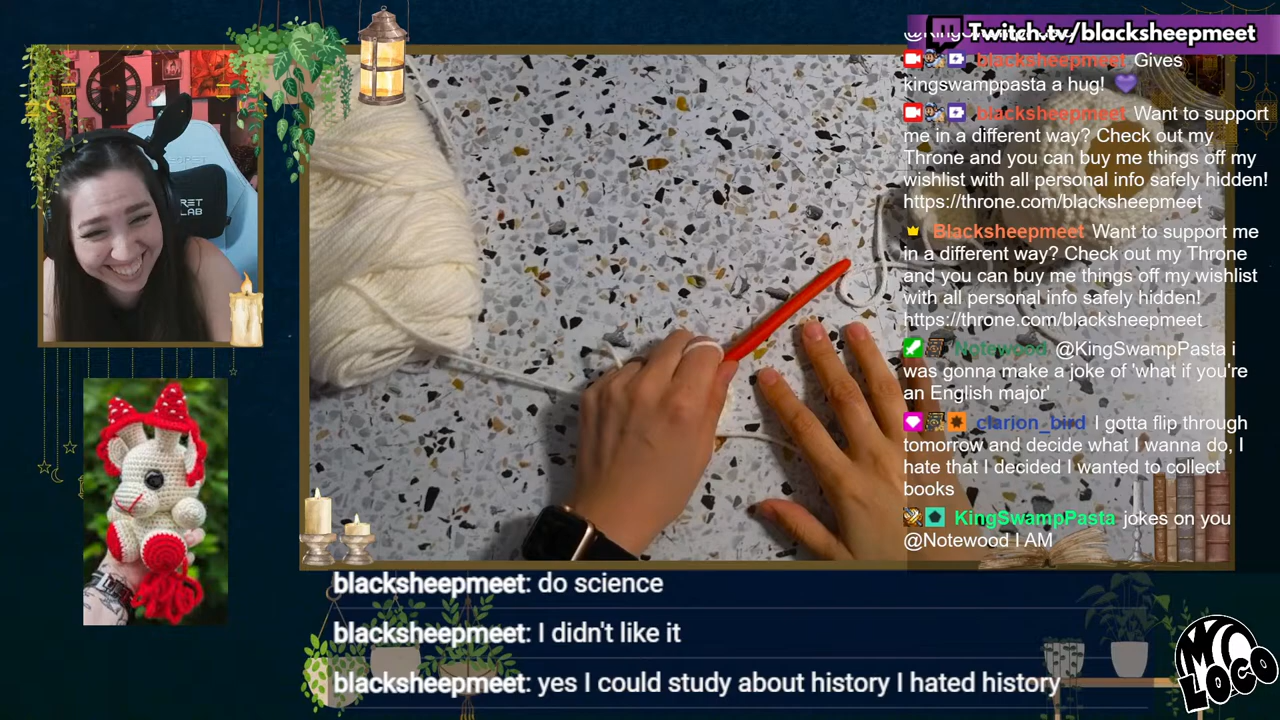 Twitch.tv/blacksheepmeet
blacksheepmeet Gives
kingswamppasta a hug! 💜
blacksheepmeet Want to support
me in a different way? Check out my
Throne and you can buy me things off my
wishlist with all personal info safely hidden!
https://throne.com/blacksheepmeet
Blacksheepmeet Want to support me
in a different way? Check out my Throne
and you can buy me things off my wishlist
with all personal info safely hidden!
https://throne.com/blacksheepmeet
Notewood @KingSwampPasta i
was gonna make a joke of 'what if you're
an English major'
clarion_bird I gotta flip through
tomorrow and decide what I wanna do, I
hate that I decided I wanted to collect
books
KingSwampPasta jokes on you
@Notewood I AM
blacksheepmeet: do science
blacksheepmeet: I didn't like it
blacksheepmeet: yes I could study about history I hated history
MC
LOCO